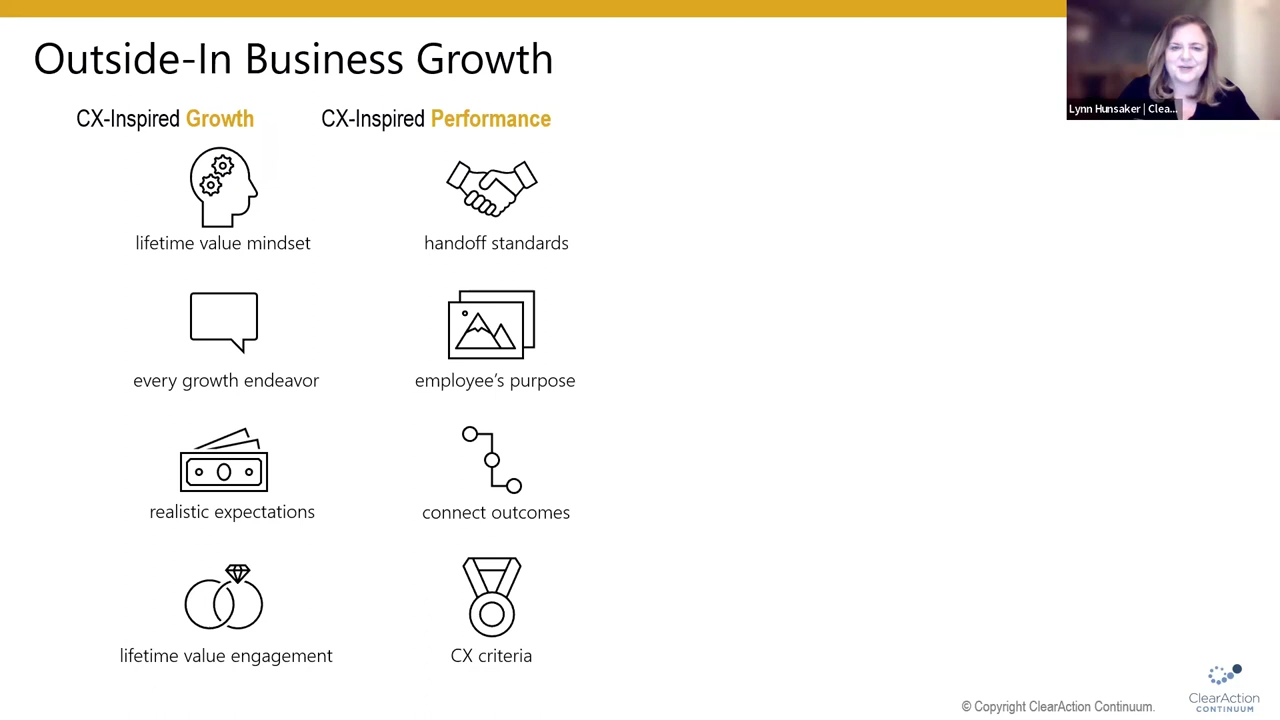 Outside-In Business Growth
CX-Inspired Growth
CX-Inspired Performance
lifetime value mindset
handoff standards
every growth endeavor
employee’s purpose
realistic expectations
connect outcomes
lifetime value engagement
CX criteria
Lynn Hunsaker | Clea...
© Copyright ClearAction Continuum.
ClearAction
CONTINUUM